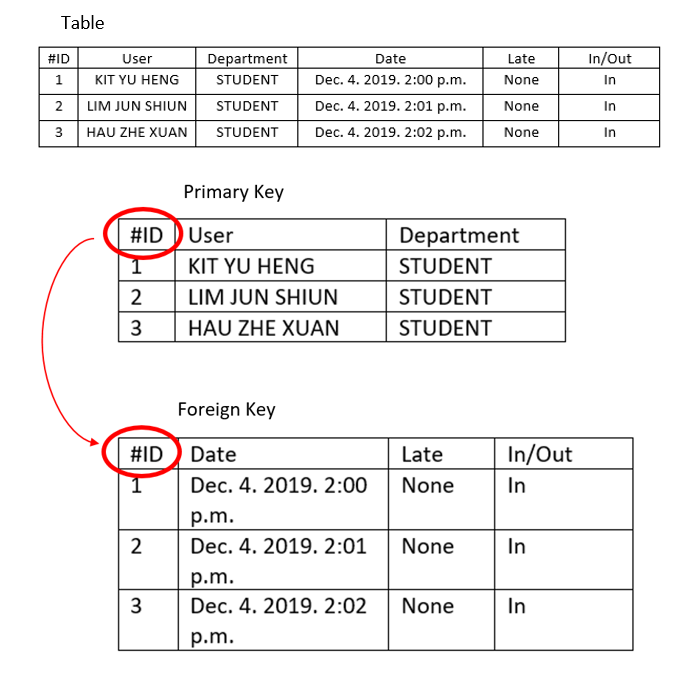 Table
#ID User Department Date Late In/Out
1 KIT YU HENG STUDENT Dec. 4. 2019. 2:00 p.m. None In
2 LIM JUN SHIUN STUDENT Dec. 4. 2019. 2:01 p.m. None In
3 HAU ZHE XUAN STUDENT Dec. 4. 2019. 2:02 p.m. None In
Primary Key
#ID User Department
1 KIT YU HENG STUDENT
2 LIM JUN SHIUN STUDENT
3 HAU ZHE XUAN STUDENT
Foreign Key
#ID Date Late In/Out
1 Dec. 4. 2019. 2:00 None In
p.m.
2 Dec. 4. 2019. 2:01 None In
p.m.
3 Dec. 4. 2019. 2:02 None In
p.m.